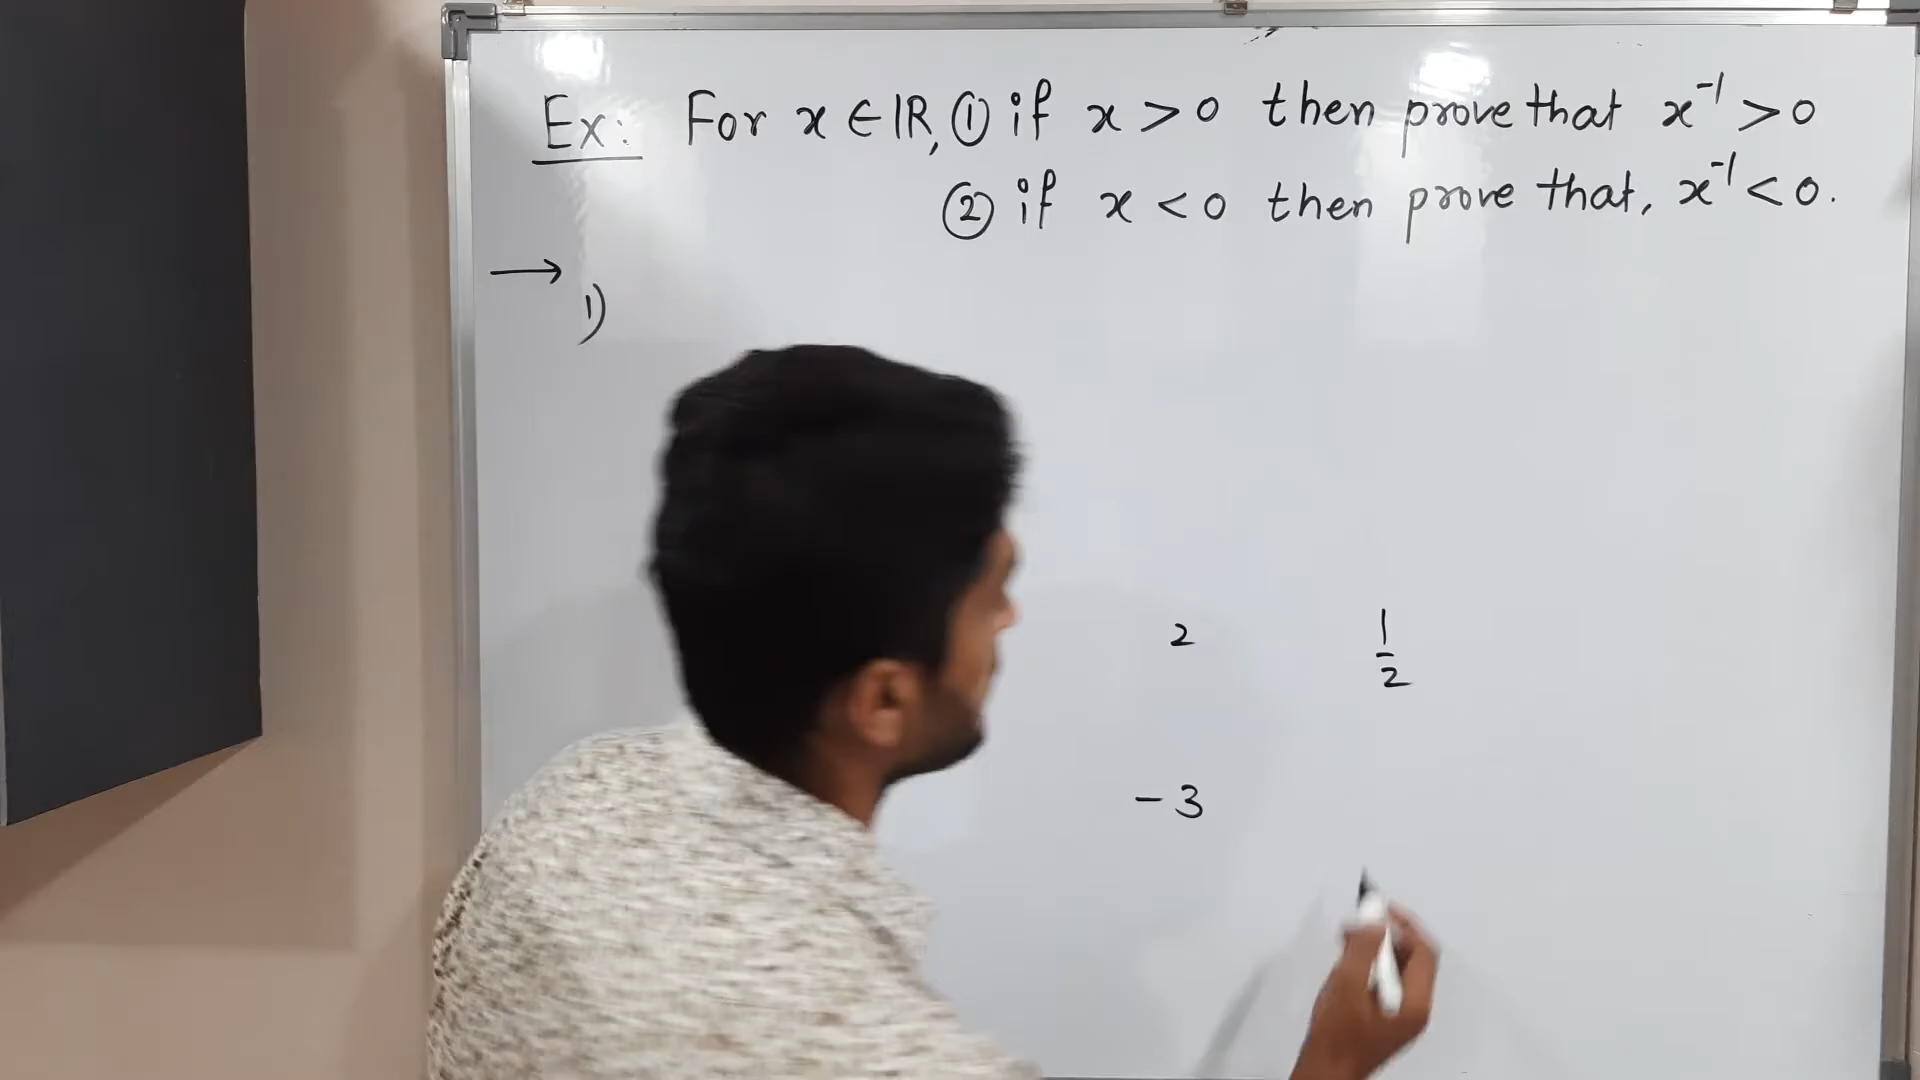 Ex: For x ∈ ℝ, ① if x > 0 then prove that x⁻¹ > 0
② if x < 0 then prove that, x⁻¹ < 0.
→
1)
2 1/2
- 3